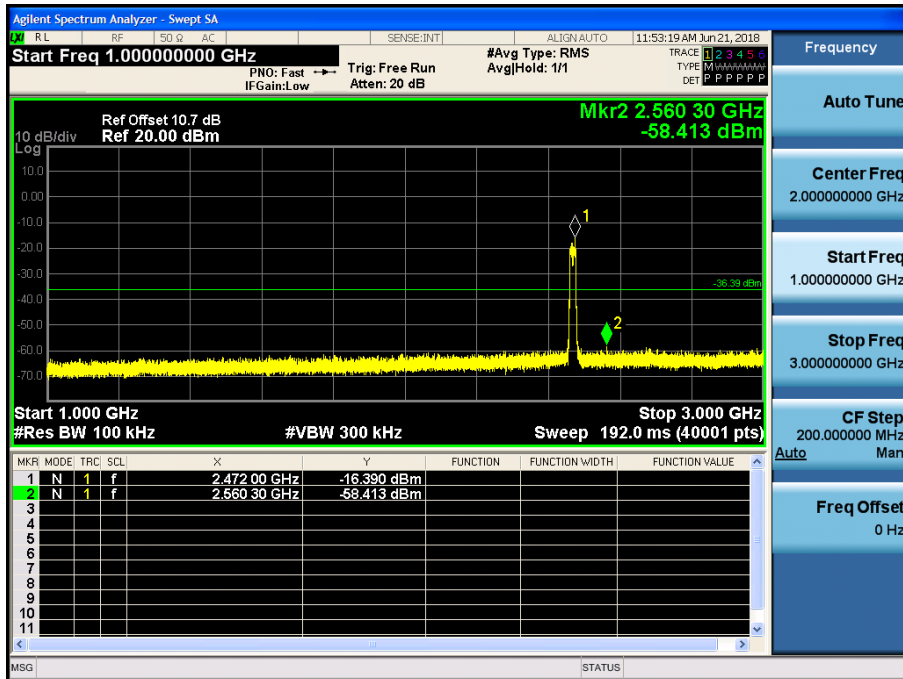 Agilent Spectrum Analyzer - Swept SA
LXI RL RF 50 Ω AC SENSE:INT ALIGN AUTO 11:53:19 AM Jun 21, 2018
Start Freq 1.000000000 GHz
PNO: Fast
IFGain:Low
Trig: Free Run
Atten: 20 dB
#Avg Type: RMS
Avg|Hold: 1/1
TRACE 1 2 3 4 5 6
TYPE M
DET P P P P P P
Mkr2 2.560 30 GHz
-58.413 dBm
Ref Offset 10.7 dB
10 dB/div Ref 20.00 dBm
Log
10.0
0.00
-10.0
-20.0
-30.0
-40.0
-50.0
-60.0
-70.0
1
2
-36.39 dBm
Start 1.000 GHz Stop 3.000 GHz
#Res BW 100 kHz #VBW 300 kHz Sweep 192.0 ms (40001 pts)
MKR MODE TRC SCL X Y FUNCTION FUNCTION WIDTH FUNCTION VALUE
1 N 1 f 2.472 00 GHz -16.390 dBm
2 N 1 f 2.560 30 GHz -58.413 dBm
3
4
5
6
7
8
9
10
11
MSG STATUS
Frequency
Auto Tune
Center Freq
2.000000000 GHz
Start Freq
1.000000000 GHz
Stop Freq
3.000000000 GHz
CF Step
200.000000 MHz
Auto Man
Freq Offset
0 Hz